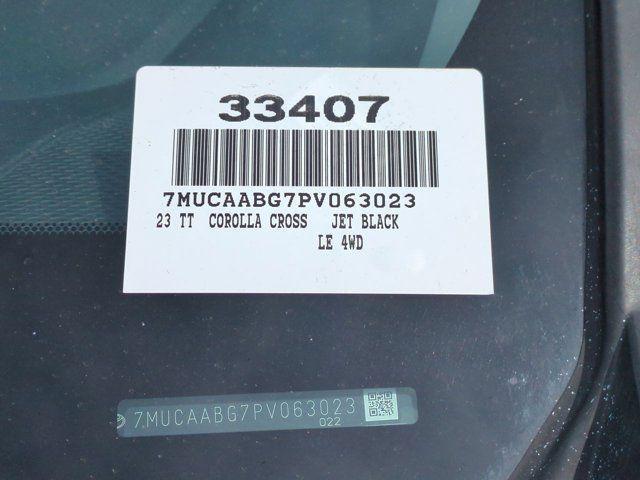 33407
7MUCAABG7PV063023
23 TT COROLLA CROSS JET BLACK
LE 4WD
7MUCAABG7PV063023
022